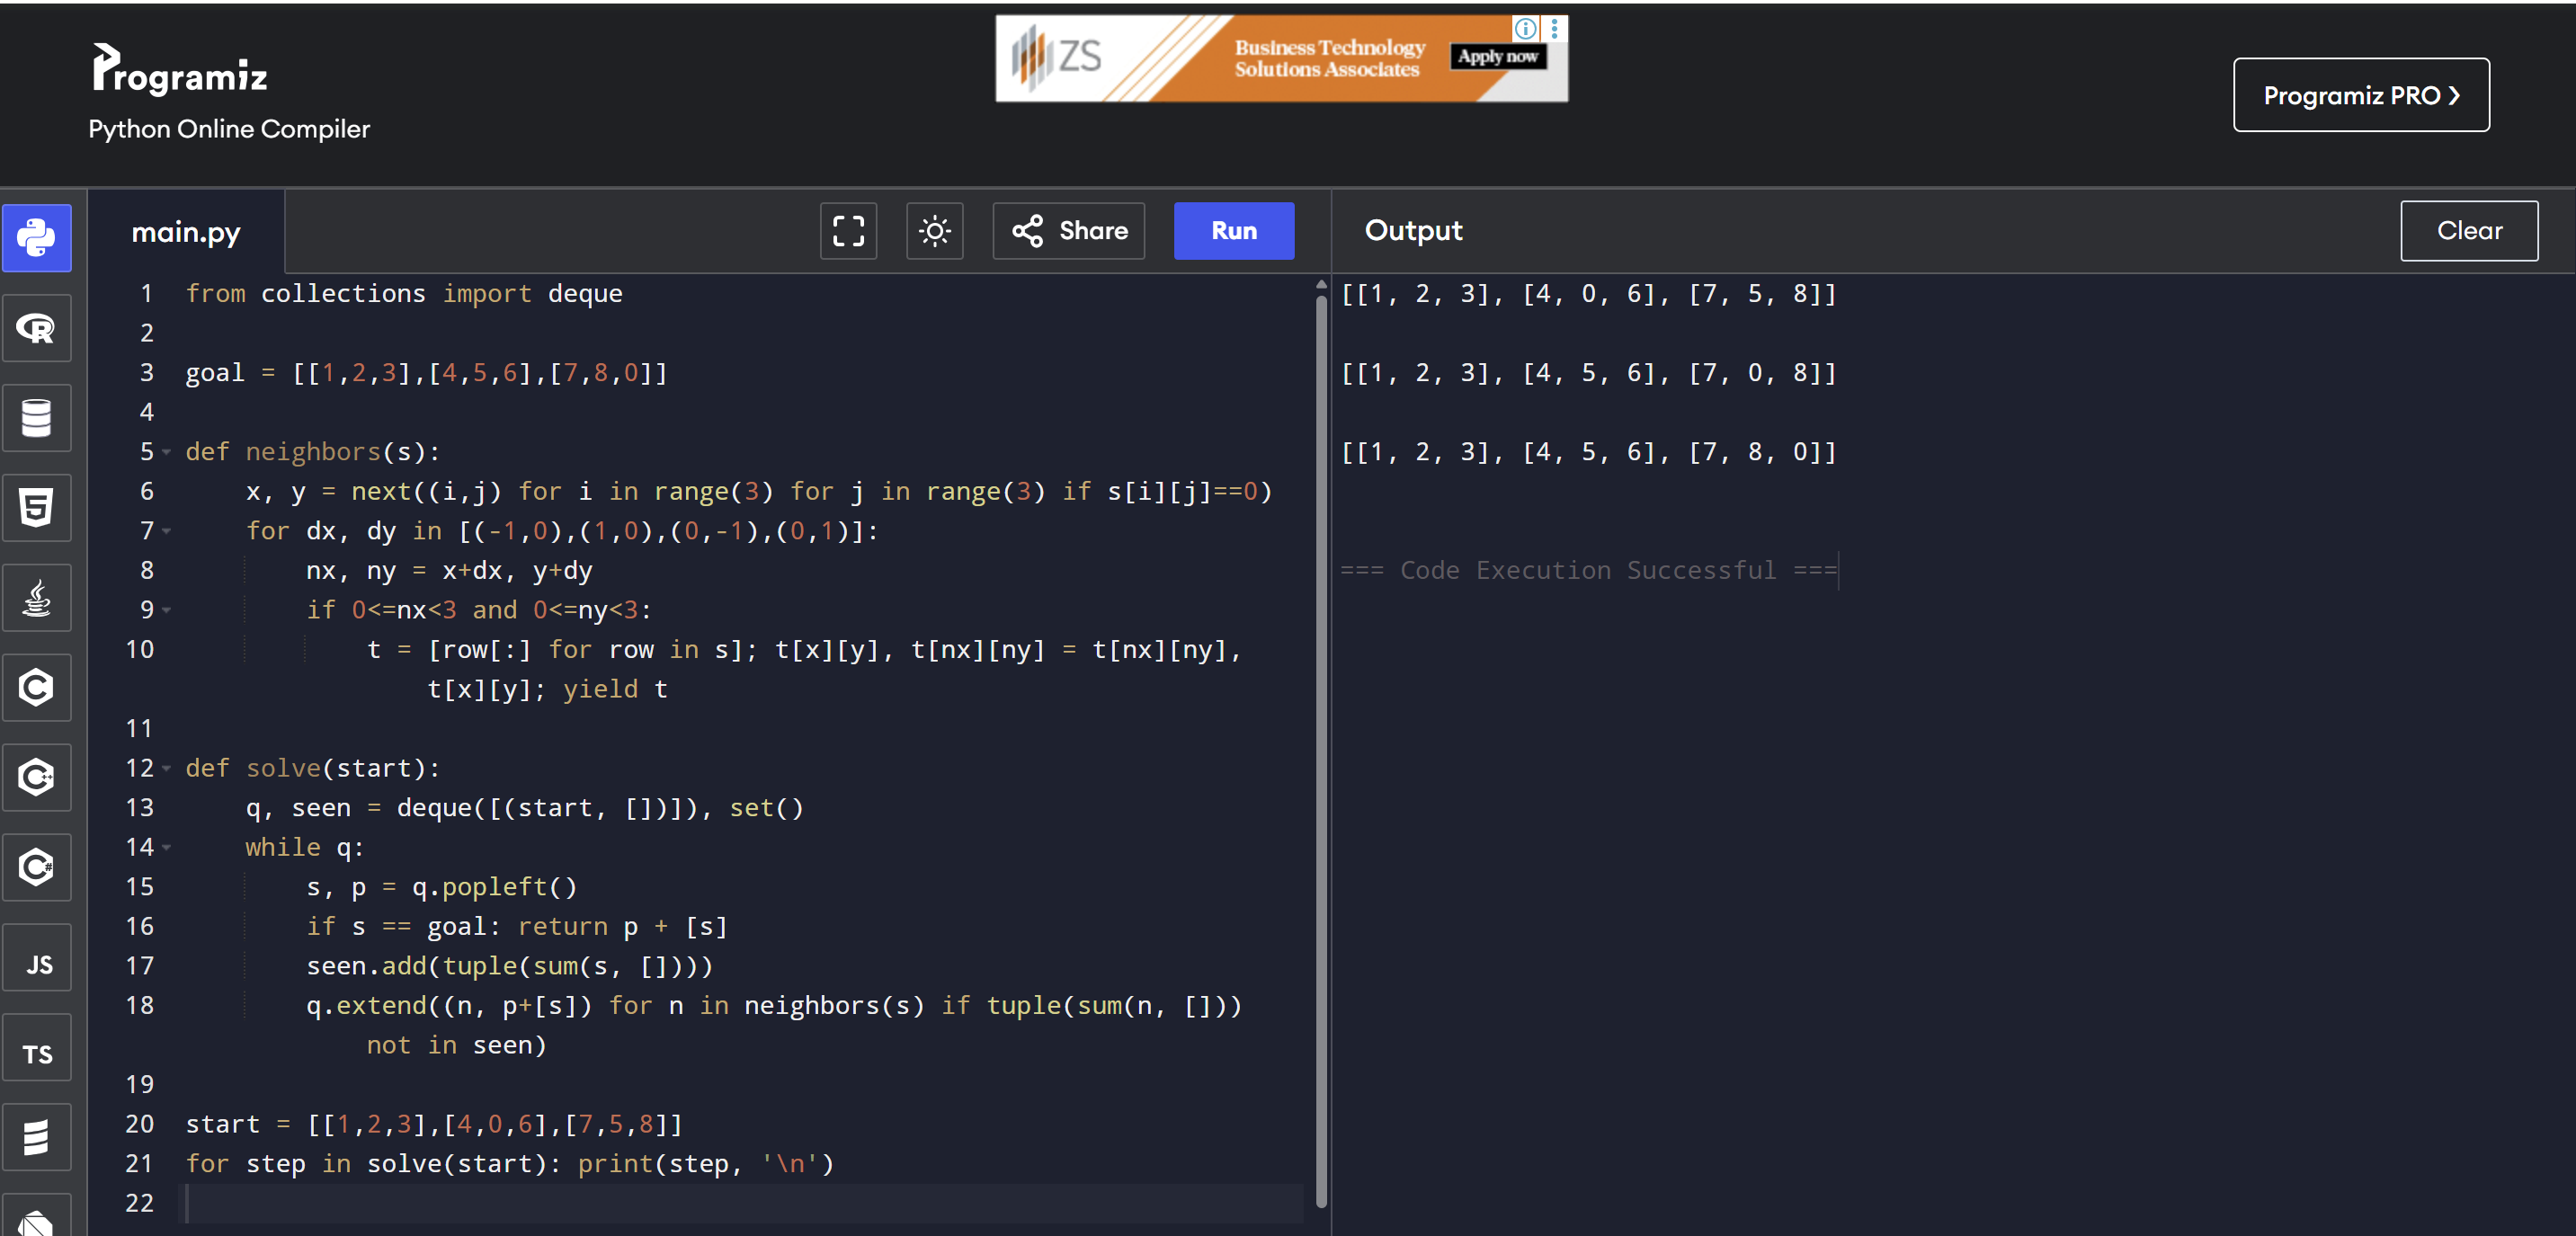 Programiz
Python Online Compiler
ZS
Business Technology
Solutions Associates
Apply now
Programiz PRO ❯
main.py
Share
Run
Output
Clear
1 from collections import deque
2
3 goal = [[1,2,3],[4,5,6],[7,8,0]]
4
5 def neighbors(s):
6     x, y = next((i,j) for i in range(3) for j in range(3) if s[i][j]==0)
7     for dx, dy in [(-1,0),(1,0),(0,-1),(0,1)]:
8         nx, ny = x+dx, y+dy
9         if 0<=nx<3 and 0<=ny<3:
10             t = [row[:] for row in s]; t[x][y], t[nx][ny] = t[nx][ny],
t[x][y]; yield t
11
12 def solve(start):
13     q, seen = deque([(start, [])]), set()
14     while q:
15         s, p = q.popleft()
16         if s == goal: return p + [s]
17         seen.add(tuple(sum(s, [])))
18         q.extend((n, p+[s]) for n in neighbors(s) if tuple(sum(n, []))
not in seen)
19
20 start = [[1,2,3],[4,0,6],[7,5,8]]
21 for step in solve(start): print(step, '\n')
22
[[1, 2, 3], [4, 0, 6], [7, 5, 8]]
[[1, 2, 3], [4, 5, 6], [7, 0, 8]]
[[1, 2, 3], [4, 5, 6], [7, 8, 0]]
=== Code Execution Successful ===
R
5
C
C++
C#
JS
TS